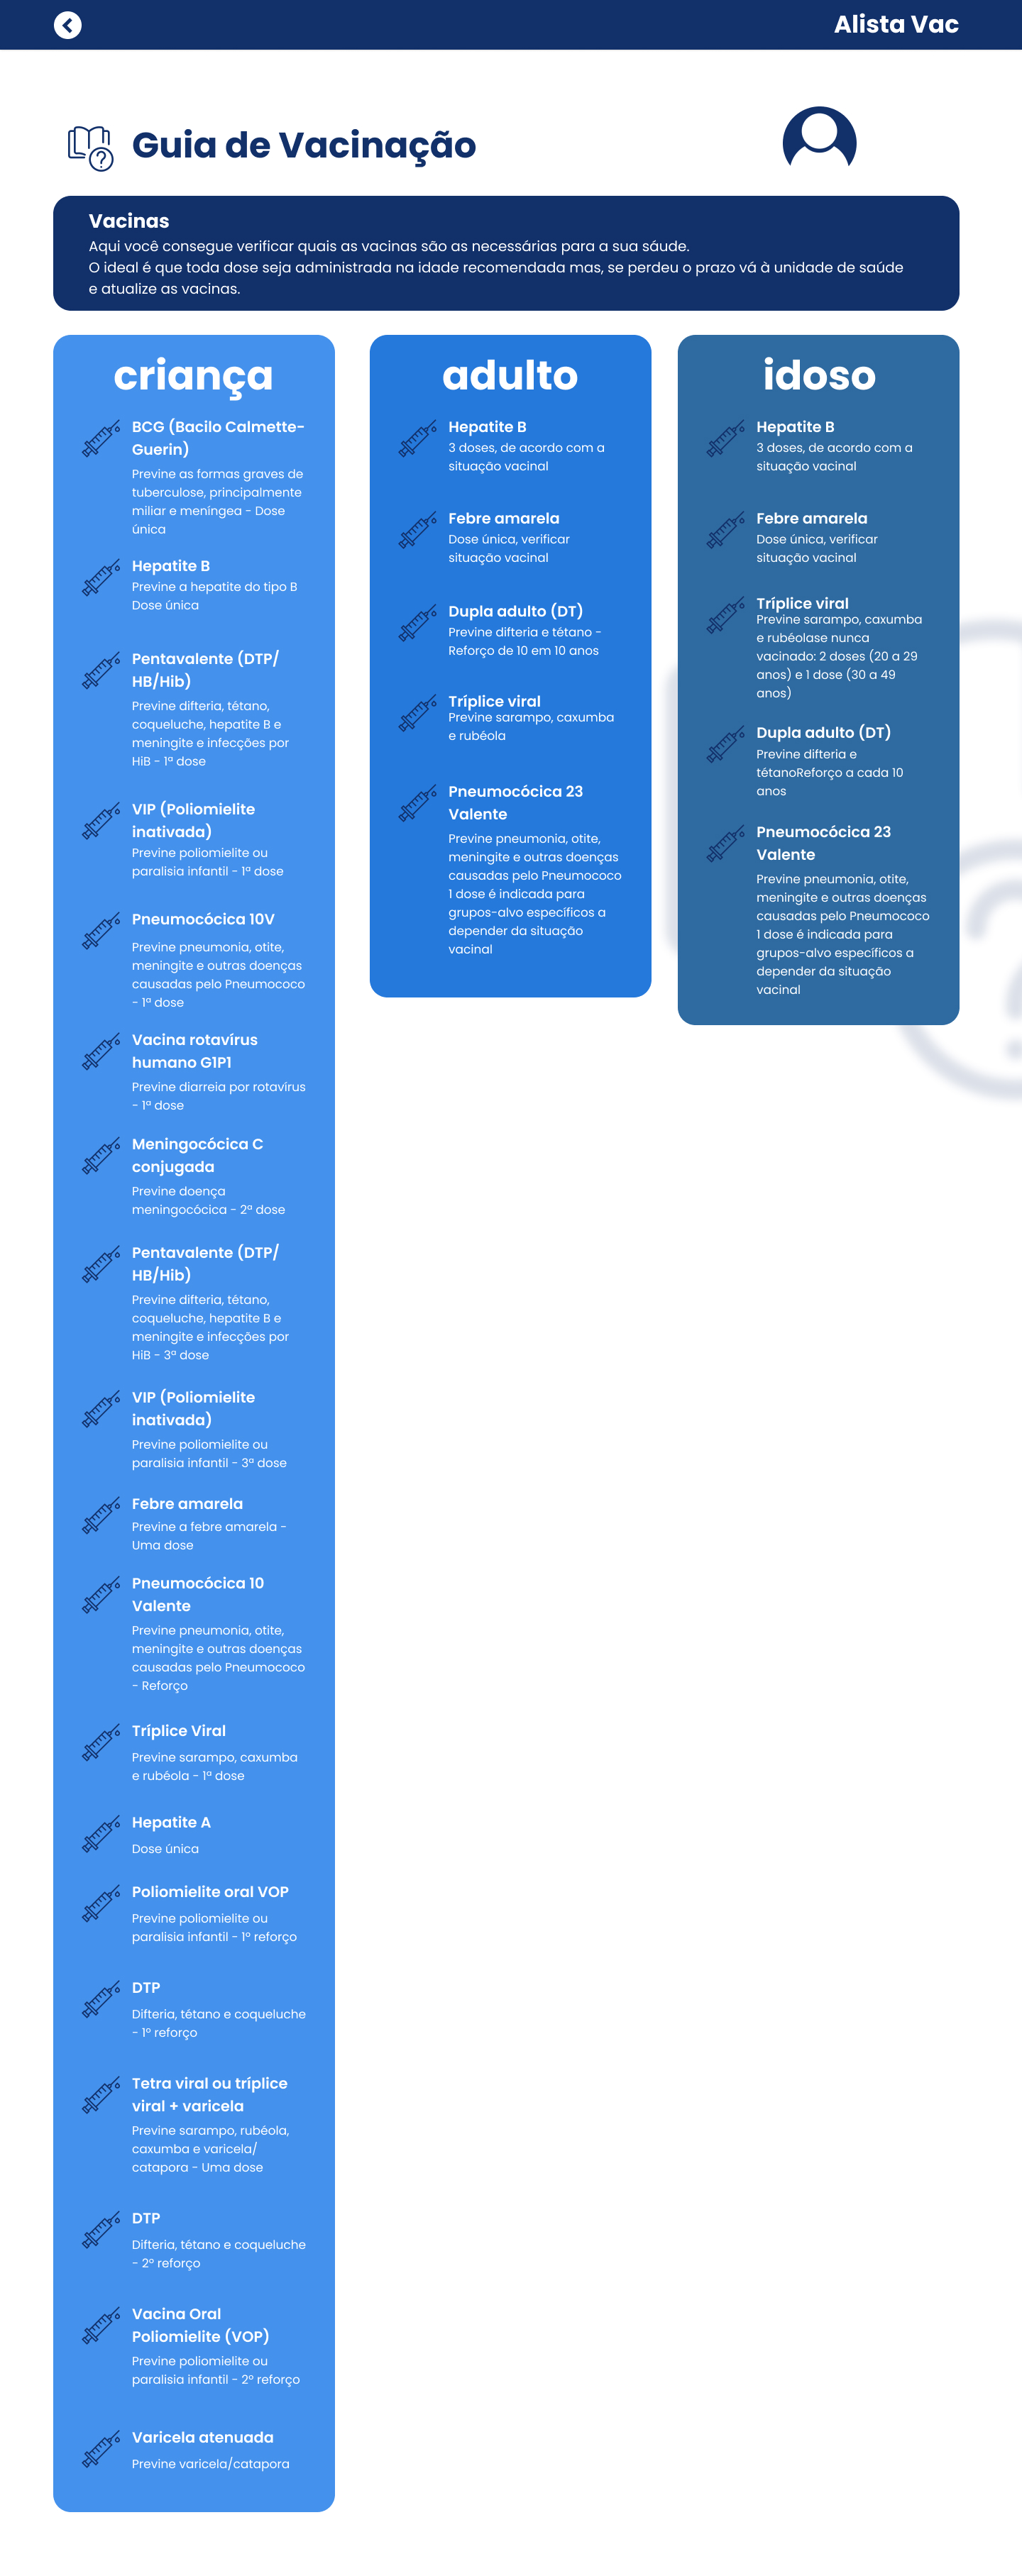 Alista Vac
Guia de Vacinação
Vacinas
Aqui você consegue verificar quais as vacinas são as necessárias para a sua sáude.
O ideal é que toda dose seja administrada na idade recomendada mas, se perdeu o prazo vá à unidade de saúde
e atualize as vacinas.
criança
BCG (Bacilo Calmette-
Guerin)
Previne as formas graves de
tuberculose, principalmente
miliar e meníngea - Dose
única
Hepatite B
Previne a hepatite do tipo B
Dose única
Pentavalente (DTP/
HB/Hib)
Previne difteria, tétano,
coqueluche, hepatite B e
meningite e infecções por
HiB - 1ª dose
VIP (Poliomielite
inativada)
Previne poliomielite ou
paralisia infantil - 1ª dose
Pneumocócica 10V
Previne pneumonia, otite,
meningite e outras doenças
causadas pelo Pneumococo
- 1ª dose
Vacina rotavírus
humano G1P1
Previne diarreia por rotavírus
- 1ª dose
Meningocócica C
conjugada
Previne doença
meningocócica - 2ª dose
Pentavalente (DTP/
HB/Hib)
Previne difteria, tétano,
coqueluche, hepatite B e
meningite e infecções por
HiB - 3ª dose
VIP (Poliomielite
inativada)
Previne poliomielite ou
paralisia infantil - 3ª dose
Febre amarela
Previne a febre amarela -
Uma dose
Pneumocócica 10
Valente
Previne pneumonia, otite,
meningite e outras doenças
causadas pelo Pneumococo
- Reforço
Tríplice Viral
Previne sarampo, caxumba
e rubéola - 1ª dose
Hepatite A
Dose única
Poliomielite oral VOP
Previne poliomielite ou
paralisia infantil - 1º reforço
DTP
Difteria, tétano e coqueluche
- 1º reforço
Tetra viral ou tríplice
viral + varicela
Previne sarampo, rubéola,
caxumba e varicela/
catapora - Uma dose
DTP
Difteria, tétano e coqueluche
- 2º reforço
Vacina Oral
Poliomielite (VOP)
Previne poliomielite ou
paralisia infantil - 2º reforço
Varicela atenuada
Previne varicela/catapora
adulto
Hepatite B
3 doses, de acordo com a
situação vacinal
Febre amarela
Dose única, verificar
situação vacinal
Dupla adulto (DT)
Previne difteria e tétano -
Reforço de 10 em 10 anos
Tríplice viral
Previne sarampo, caxumba
e rubéola
Pneumocócica 23
Valente
Previne pneumonia, otite,
meningite e outras doenças
causadas pelo Pneumococo
1 dose é indicada para
grupos-alvo específicos a
depender da situação
vacinal
idoso
Hepatite B
3 doses, de acordo com a
situação vacinal
Febre amarela
Dose única, verificar
situação vacinal
Tríplice viral
Previne sarampo, caxumba
e rubéolase nunca
vacinado: 2 doses (20 a 29
anos) e 1 dose (30 a 49
anos)
Dupla adulto (DT)
Previne difteria e
tétanoReforço a cada 10
anos
Pneumocócica 23
Valente
Previne pneumonia, otite,
meningite e outras doenças
causadas pelo Pneumococo
1 dose é indicada para
grupos-alvo específicos a
depender da situação
vacinal